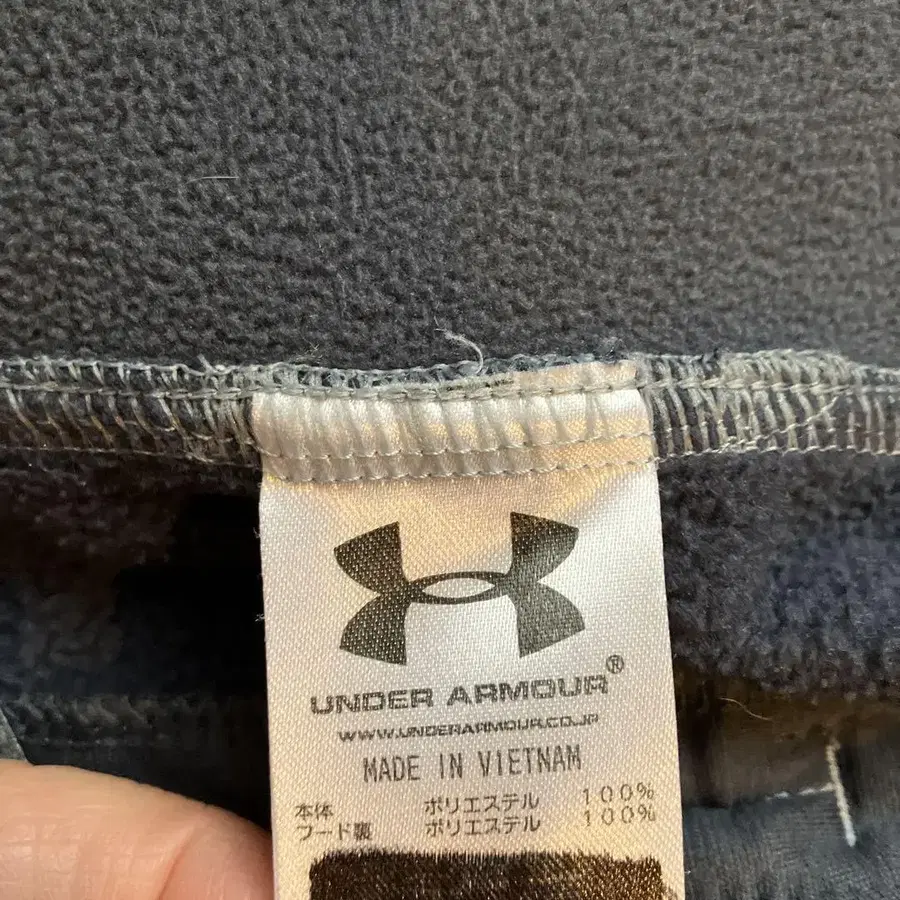 UNDER ARMOUR®
WWW.UNDERARMOUR.CO.JP
MADE IN VIETNAM
本体 ポリエステル 100%
フード裏 ポリエステル 100%